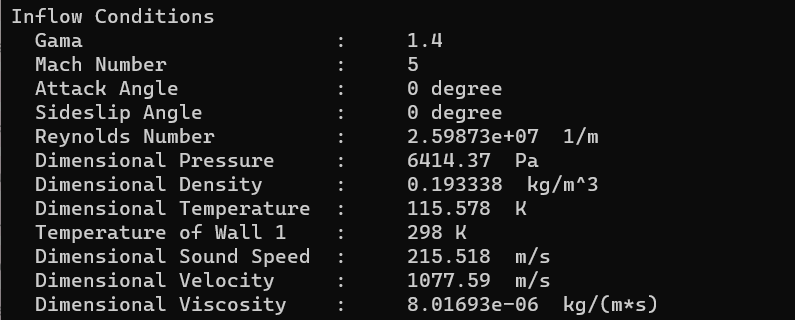 Inflow Conditions
Gama : 1.4
Mach Number : 5
Attack Angle : 0 degree
Sideslip Angle : 0 degree
Reynolds Number : 2.59873e+07 1/m
Dimensional Pressure : 6414.37 Pa
Dimensional Density : 0.193338 kg/m^3
Dimensional Temperature : 115.578 K
Temperature of Wall 1 : 298 K
Dimensional Sound Speed : 215.518 m/s
Dimensional Velocity : 1077.59 m/s
Dimensional Viscosity : 8.01693e-06 kg/(m*s)